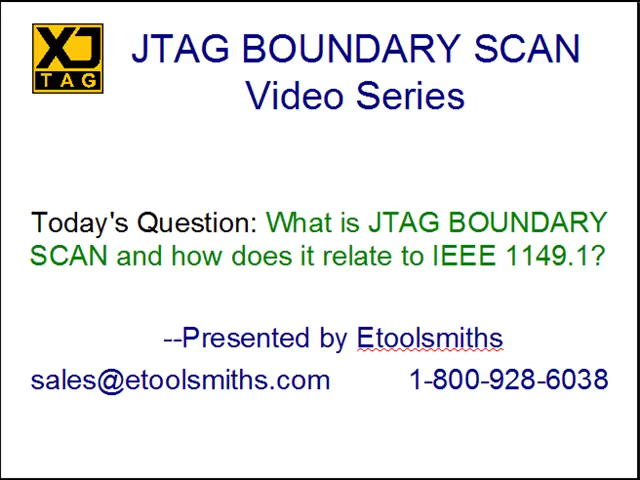 XJ
TAG
JTAG BOUNDARY SCAN
Video Series
Today's Question: What is JTAG BOUNDARY
SCAN and how does it relate to IEEE 1149.1?
--Presented by Etoolsmiths
sales@etoolsmiths.com 1-800-928-6038